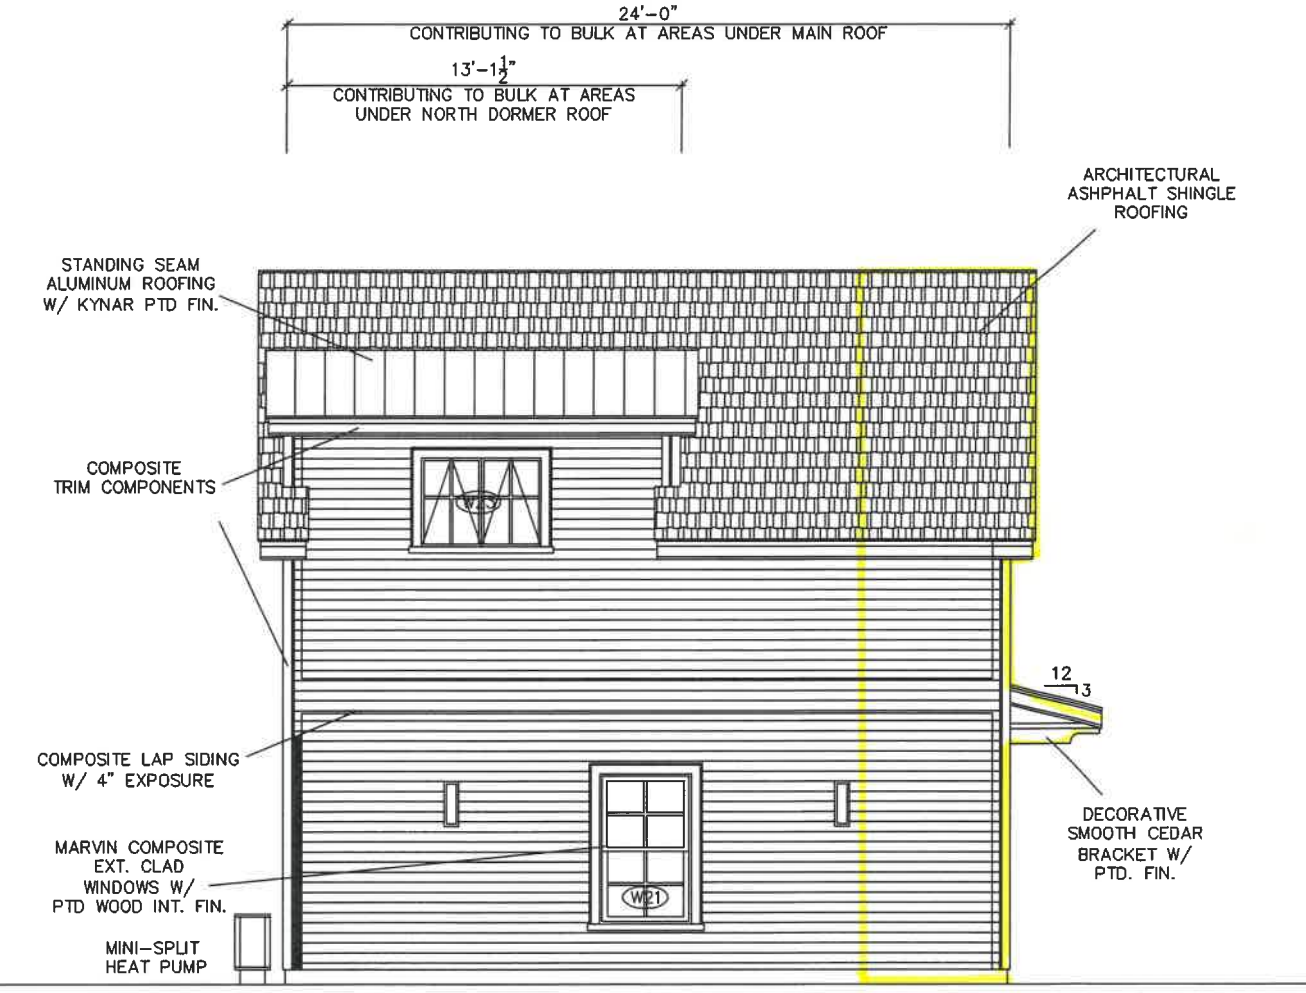 24'-0"
CONTRIBUTING TO BULK AT AREAS UNDER MAIN ROOF
13'-1 1/2"
CONTRIBUTING TO BULK AT AREAS
UNDER NORTH DORMER ROOF
ARCHITECTURAL
ASHPHALT SHINGLE
ROOFING
STANDING SEAM
ALUMINUM ROOFING
W/ KYNAR PTD FIN.
COMPOSITE
TRIM COMPONENTS
W23
12
3
COMPOSITE LAP SIDING
W/ 4" EXPOSURE
DECORATIVE
SMOOTH CEDAR
BRACKET W/
PTD. FIN.
MARVIN COMPOSITE
EXT. CLAD
WINDOWS W/
PTD WOOD INT. FIN.
W21
MINI-SPLIT
HEAT PUMP